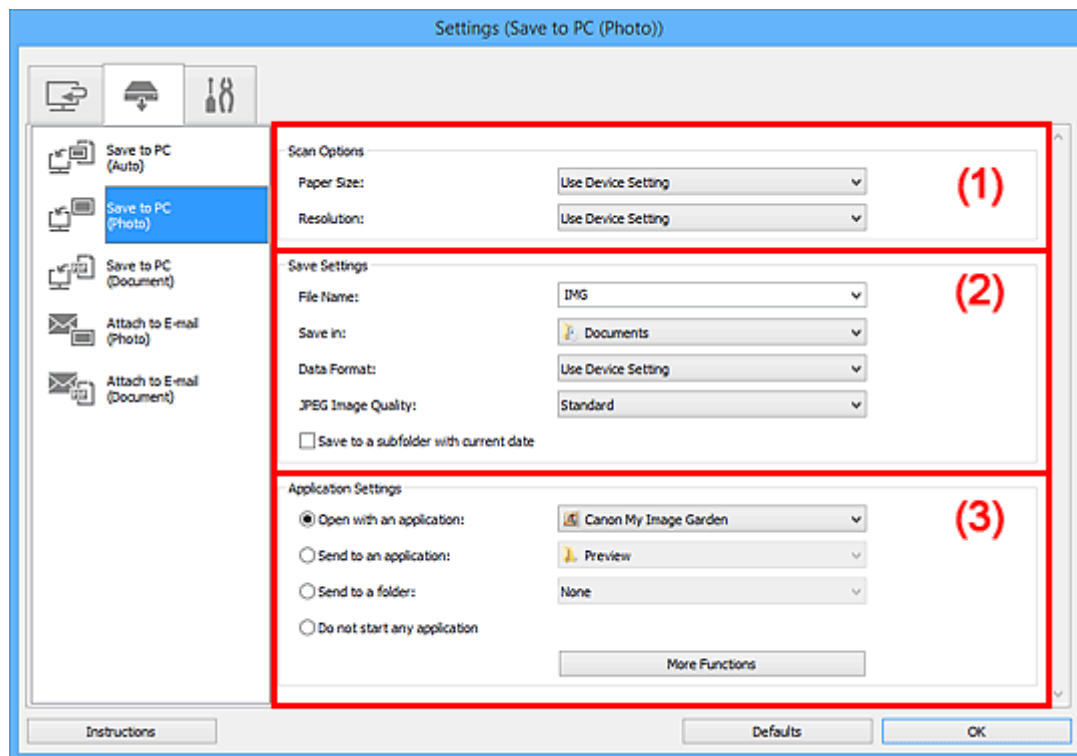 Settings (Save to PC (Photo))
Save to PC
(Auto)
Save to PC
(Photo)
Save to PC
(Document)
Attach to E-mail
(Photo)
Attach to E-mail
(Document)
Scan Options
(1)
Paper Size: Use Device Setting
Resolution: Use Device Setting
Save Settings
(2)
File Name: IMG
Save in: Documents
Data Format: Use Device Setting
JPEG Image Quality: Standard
Save to a subfolder with current date
Application Settings
(3)
Open with an application: Canon My Image Garden
Send to an application: Preview
Send to a folder: None
Do not start any application
More Functions
Instructions Defaults OK